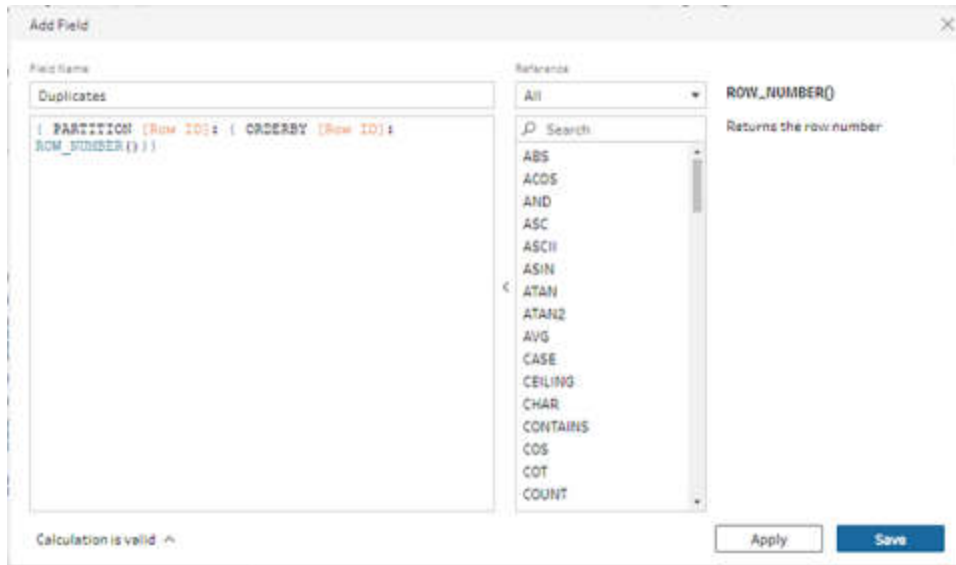 Add Field
Field Name
Duplicates
{ PARTITION [Row ID]: { ORDERBY [Row ID]:
ROW_NUMBER()}}
Reference
All
Search
ABS
ACOS
AND
ASC
ASCII
ASIN
ATAN
ATAN2
AVG
CASE
CEILING
CHAR
CONTAINS
COS
COT
COUNT
ROW_NUMBER()
Returns the row number
Calculation is valid
Apply
Save